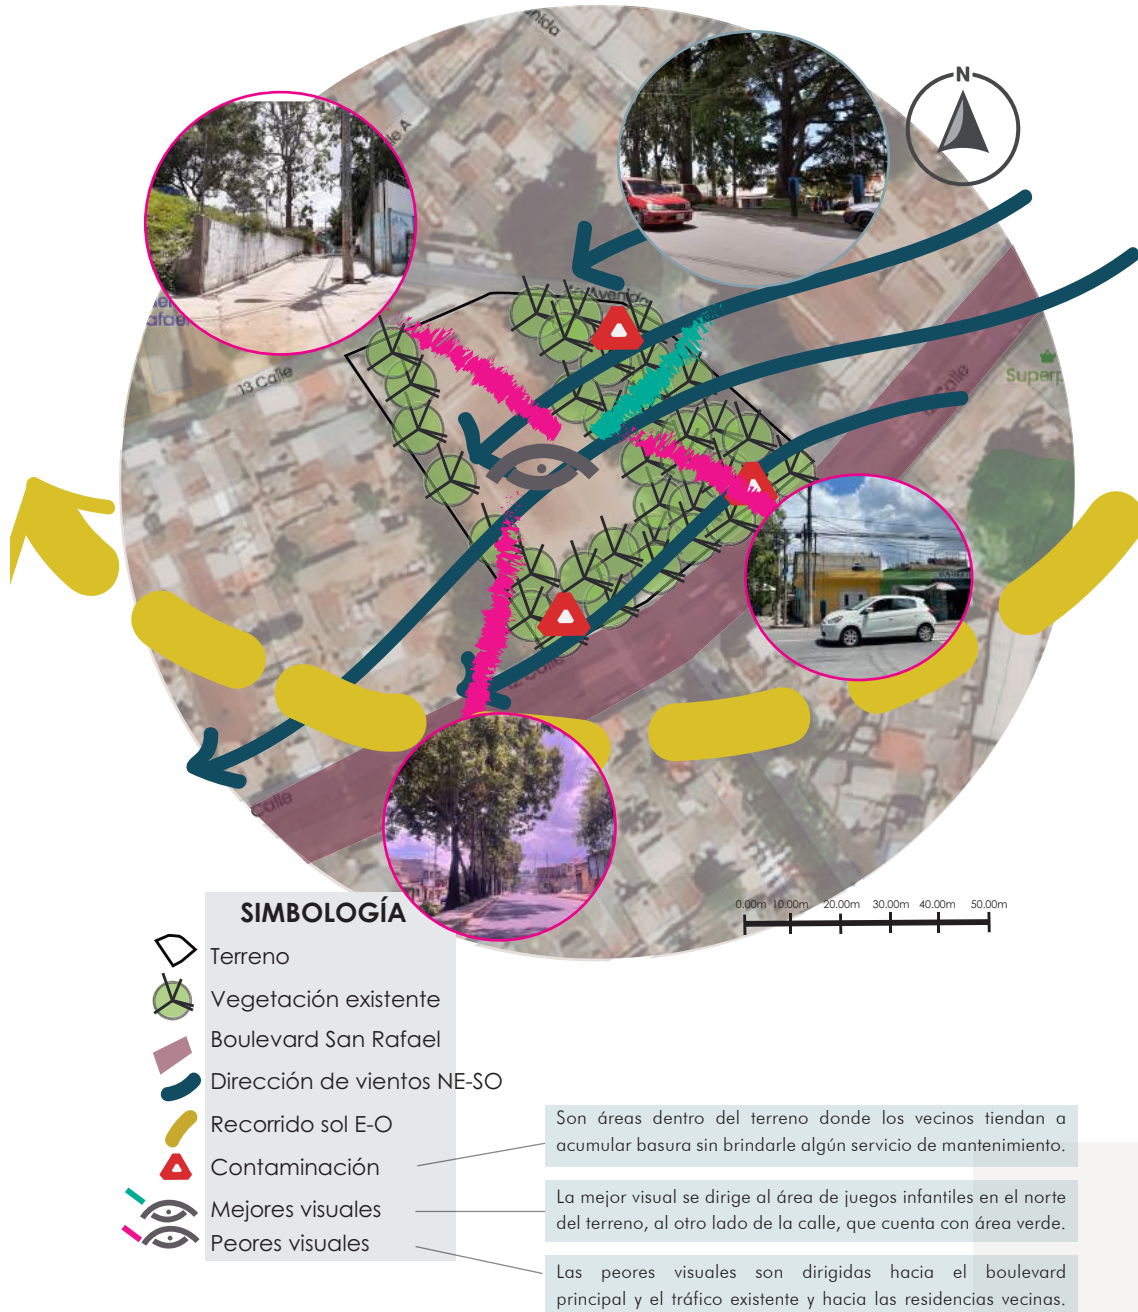 N
Avenida
13 Calle
Calle
Superp
12 Calle
Calle
0.00m 10.00m 20.00m 30.00m 40.00m 50.00m
SIMBOLOGÍA
Terreno
Vegetación existente
Boulevard San Rafael
Dirección de vientos NE-SO
Recorrido sol E-O
Contaminación
Mejores visuales
Peores visuales
Son áreas dentro del terreno donde los vecinos tiendan a
acumular basura sin brindarle algún servicio de mantenimiento.
La mejor visual se dirige al área de juegos infantiles en el norte
del terreno, al otro lado de la calle, que cuenta con área verde.
Las peores visuales son dirigidas hacia el boulevard
principal y el tráfico existente y hacia las residencias vecinas.